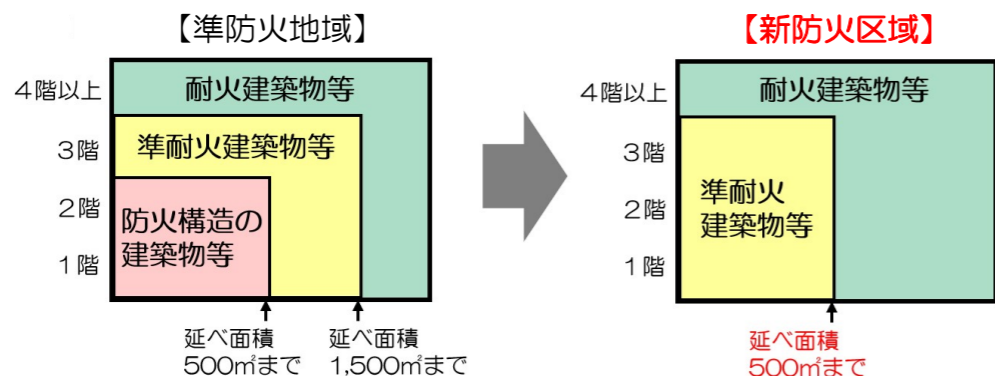 【準防火地域】
4階以上
3階
2階
1階
耐火建築物等
準耐火建築物等
防火構造の
建築物等
延べ面積
500㎡まで
延べ面積
1,500㎡まで
【新防火区域】
4階以上
3階
2階
1階
耐火建築物等
準耐火
建築物等
延べ面積
500㎡まで